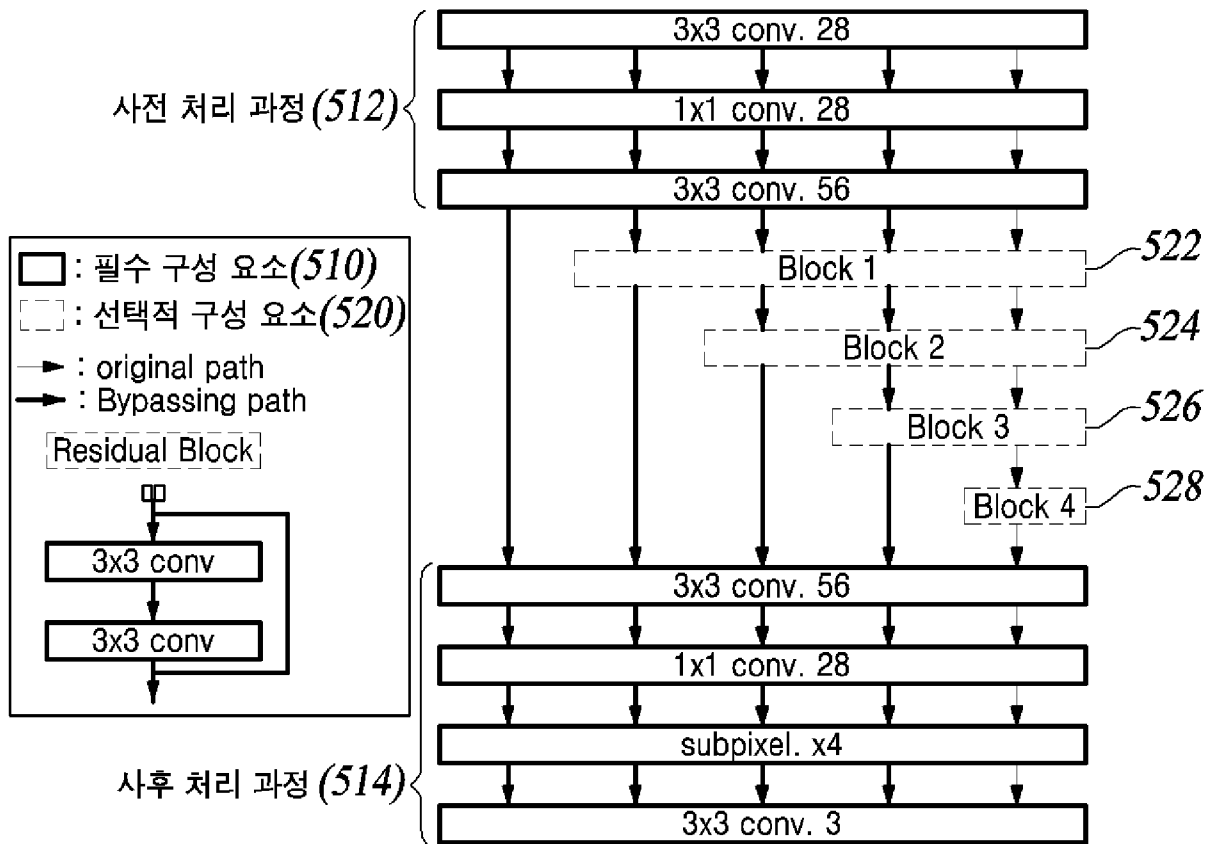 3x3 conv. 28
사전 처리 과정(512)
1x1 conv. 28
3x3 conv. 56
Block 1
522
Block 2
524
Block 3
526
Block 4
528
: 필수 구성 요소(510)
: 선택적 구성 요소(520)
: original path
: Bypassing path
Residual Block
3x3 conv
3x3 conv
사후 처리 과정(514)
3x3 conv. 56
1x1 conv. 28
subpixel. x4
3x3 conv. 3